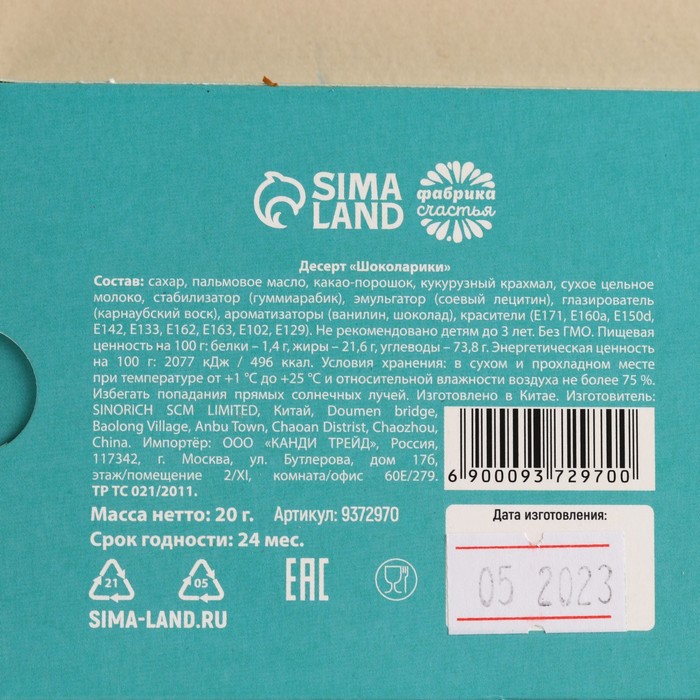 SIMA
LAND
фабрика
счастья
Десерт «Шоколарики»
Состав: сахар, пальмовое масло, какао-порошок, кукурузный крахмал, сухое цельное
молоко, стабилизатор (гуммиарабик), эмульгатор (соевый лецитин), глазирователь
(карнаубский воск), ароматизаторы (ванилин, шоколад), красители (E171, E160a, E150d,
E142, E133, E162, E163, E102, E129). Не рекомендовано детям до 3 лет. Без ГМО. Пищевая
ценность на 100 г: белки – 1,4 г, жиры – 21,6 г, углеводы – 73,8 г. Энергетическая ценность
на 100 г: 2077 кДж / 496 ккал. Условия хранения: в сухом и прохладном месте
при температуре от +1 °C до +25 °C и относительной влажности воздуха не более 75 %.
Избегать попадания прямых солнечных лучей. Изготовлено в Китае. Изготовитель:
SINORICH SCM LIMITED, Китай, Doumen bridge,
Baolong Village, Anbu Town, Chaoan Distrist, Chaozhou,
China. Импортёр: ООО «КАНДИ ТРЕЙД», Россия,
117342, г. Москва, ул. Бутлерова, дом 17б,
этаж/помещение 2/XI, комната/офис 60Е/279.
ТР ТС 021/2011.
6 900093 729700
Масса нетто: 20 г. Артикул: 9372970
Срок годности: 24 мес.
Дата изготовления:
05 2023
21
05
EAC
SIMA-LAND.RU